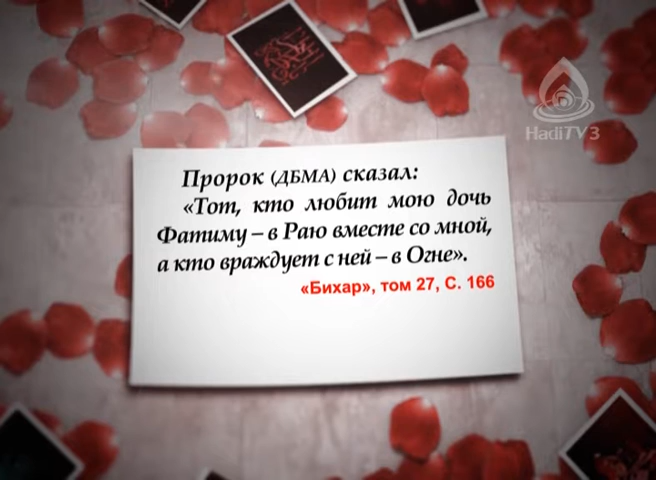 HadiTV3
Пророк (ДБМА) сказал:
«Тот, кто любит мою дочь
Фатиму – в Раю вместе со мной,
а кто враждует с ней – в Огне».
«Бихар», том 27, С. 166